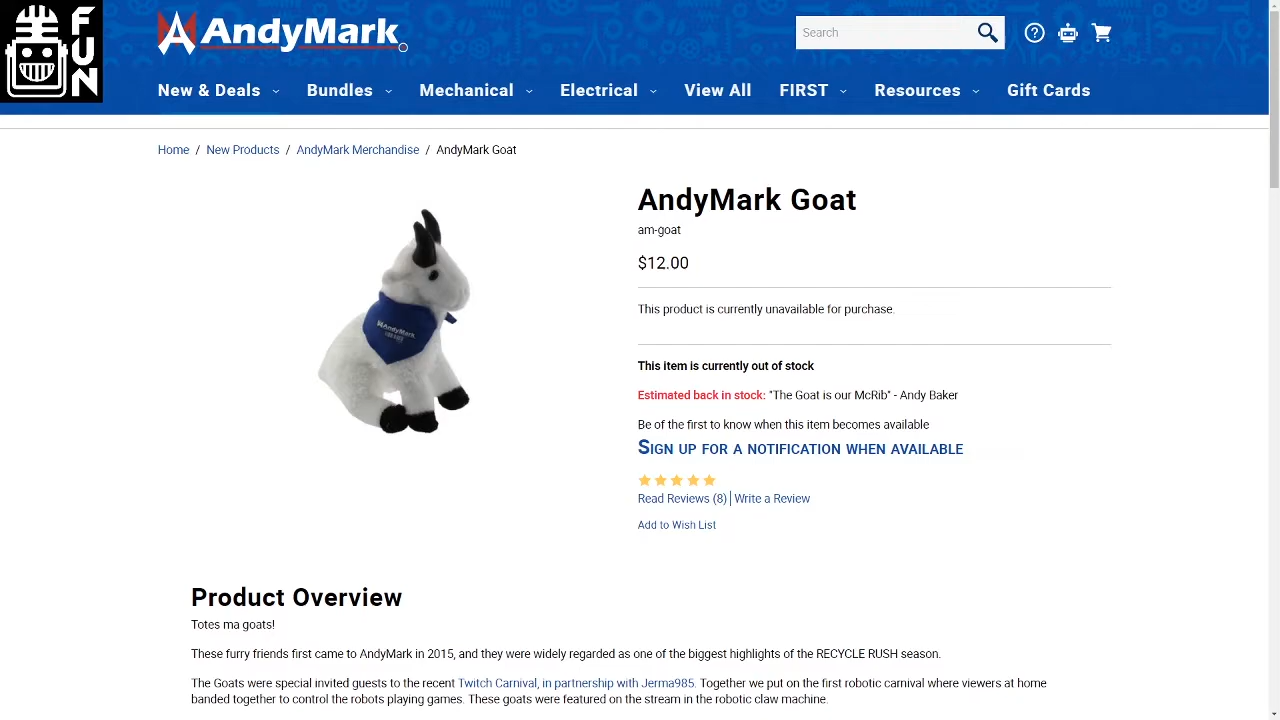 FUN
AndyMark
Search
New & Deals Bundles Mechanical Electrical View All FIRST Resources Gift Cards
Home / New Products / AndyMark Merchandise / AndyMark Goat
AndyMark Goat
am-goat
$12.00
This product is currently unavailable for purchase.
This item is currently out of stock
Estimated back in stock: "The Goat is our McRib" - Andy Baker
Be of the first to know when this item becomes available
SIGN UP FOR A NOTIFICATION WHEN AVAILABLE
Read Reviews (8) | Write a Review
Add to Wish List
AndyMark
Product Overview
Totes ma goats!
These furry friends first came to AndyMark in 2015, and they were widely regarded as one of the biggest highlights of the RECYCLE RUSH season.
The Goats were special invited guests to the recent Twitch Carnival, in partnership with Jerma985. Together we put on the first robotic carnival where viewers at home
banded together to control the robots playing games. These goats were featured on the stream in the robotic claw machine.